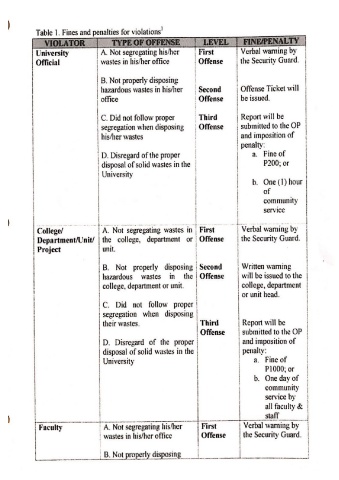 Table 1. Fines and penalties for violations¹
VIOLATOR TYPE OF OFFENSE LEVEL FINE/PENALTY
University Official
A. Not segregating his/her
wastes in his/her office
B. Not properly disposing
hazardous wastes in his/her
office
C. Did not follow proper
segregation when disposing
his/her wastes
D. Disregard of the proper
disposal of solid wastes in the
University
First
Offense
Verbal warning by
the Security Guard.
Second
Offense
Offense Ticket will
be issued.
Third
Offense
Report will be
submitted to the OP
and imposition of
penalty:
a. Fine of
P200; or
b. One (1) hour
of
community
service
College/
Department/Unit/
Project
A. Not segregating wastes in
the college, department or
unit.
B. Not properly disposing
hazardous wastes in the
college, department or unit.
C. Did not follow proper
segregation when disposing
their wastes.
D. Disregard of the proper
disposal of solid wastes in the
University
First
Offense
Verbal warning by
the Security Guard.
Second
Offense
Written warning
will be issued to the
college, department
or unit head.
Third
Offense
Report will be
submitted to the OP
and imposition of
penalty:
a. Fine of
P1000; or
b. One day of
community
service by
all faculty &
staff
Faculty
A. Not segregating his/her
wastes in his/her office
B. Not properly disposing
First
Offense
Verbal warning by
the Security Guard.